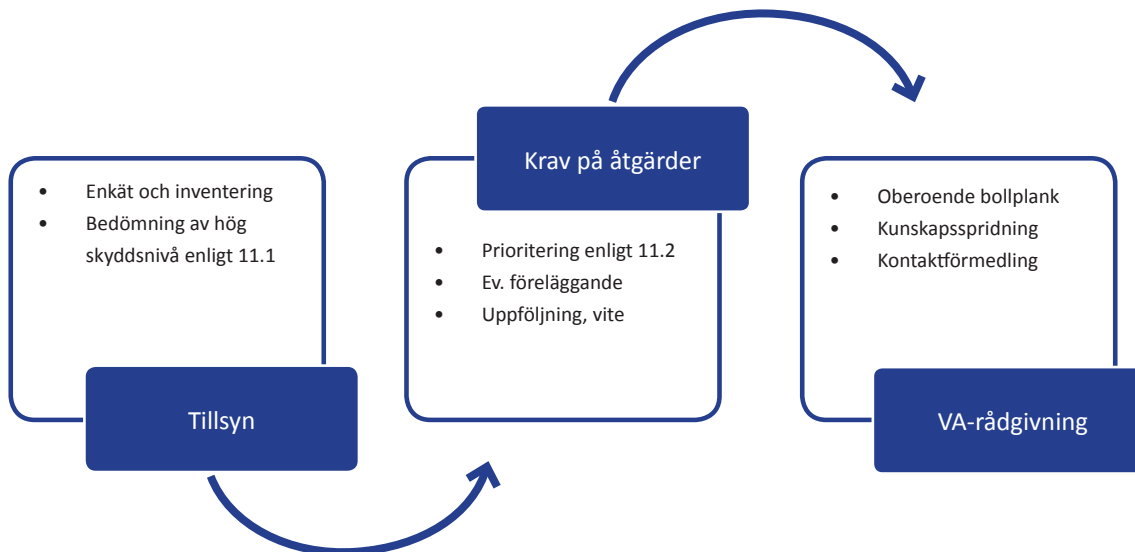 • Enkät och inventering
• Bedömning av hög
skyddsnivå enligt 11.1
Tillsyn
Krav på åtgärder
• Prioritering enligt 11.2
• Ev. föreläggande
• Uppföljning, vite
• Oberoende bollplank
• Kunskapsspridning
• Kontaktförmedling
VA-rådgivning